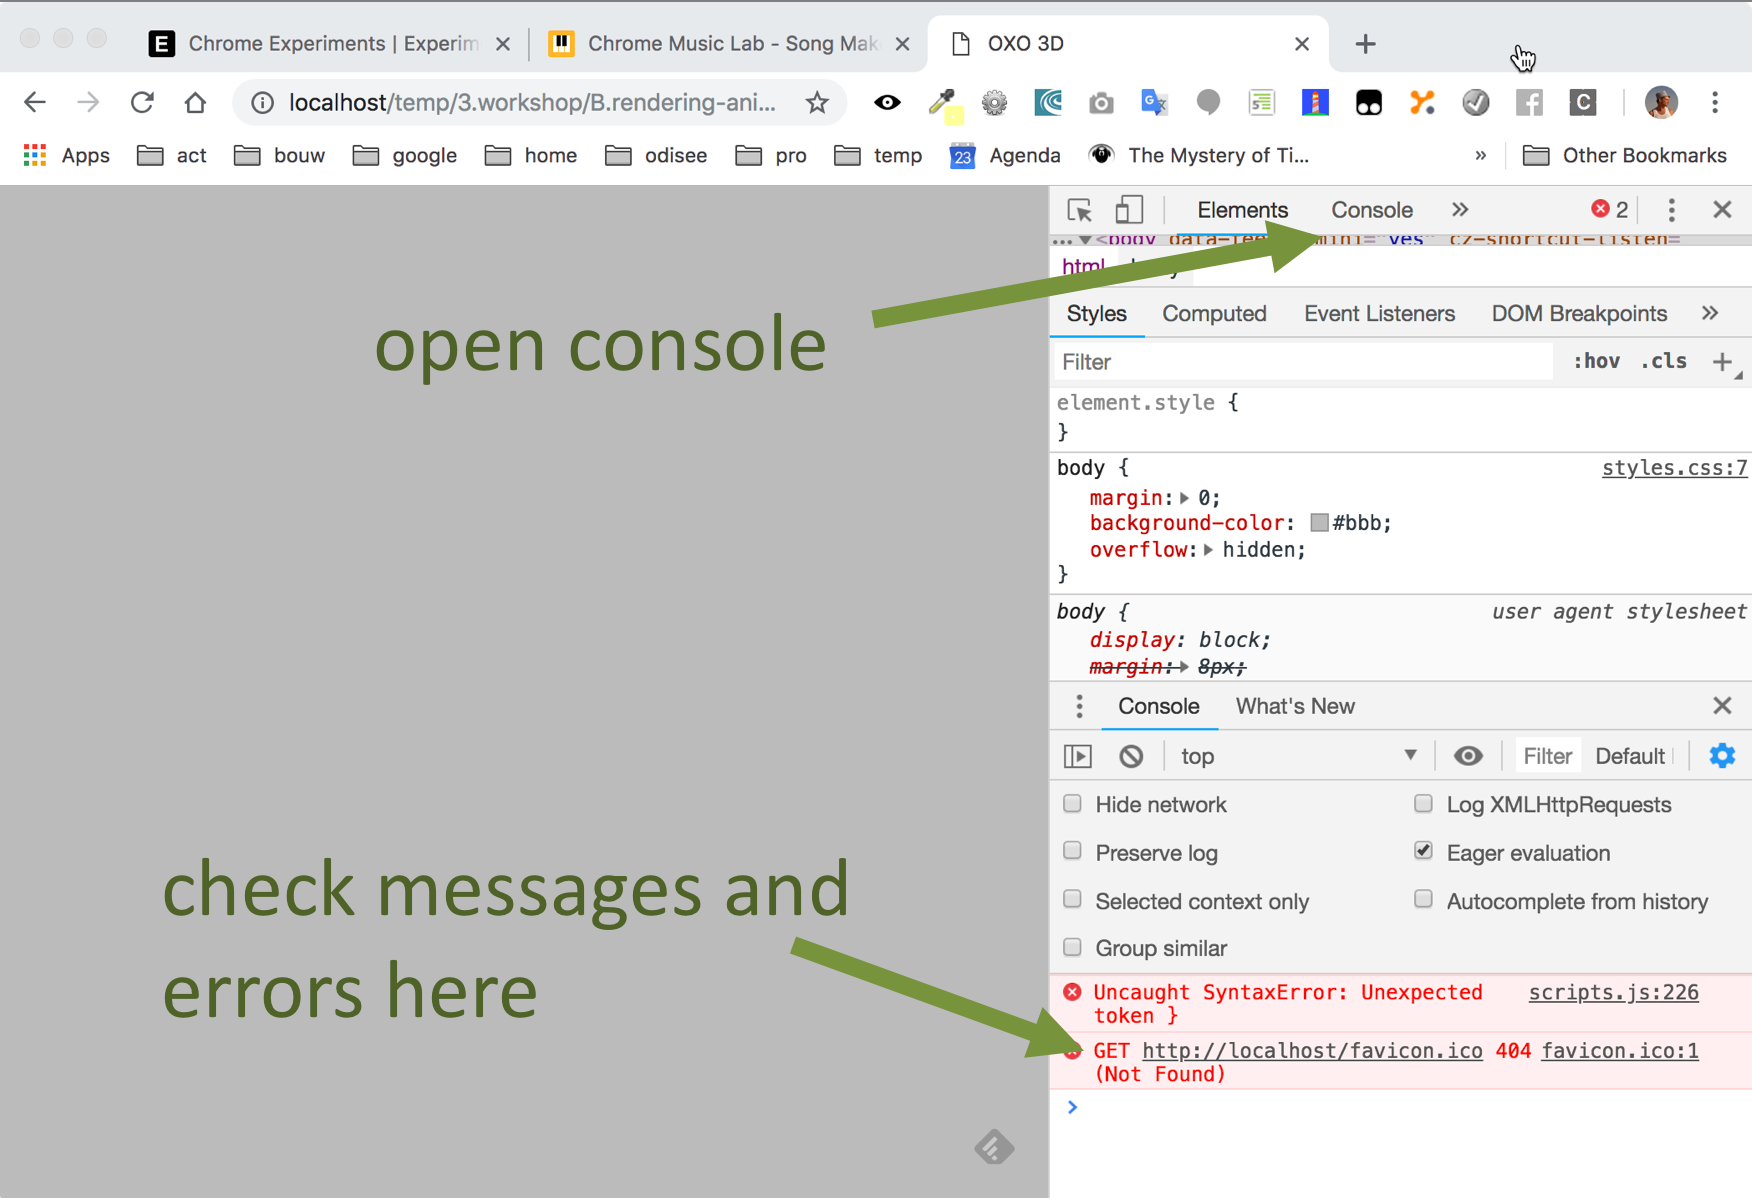 E Chrome Experiments | Experim
Chrome Music Lab - Song Mak
OXO 3D
localhost/temp/3.workshop/B.rendering-ani...
C
Apps act bouw google home odisee pro temp 23 Agenda The Mystery of Ti... » Other Bookmarks
Elements Console » 2
html
Styles Computed Event Listeners DOM Breakpoints »
Filter :hov .cls +
open console
element.style {
}
body { styles.css:7
margin: 0;
background-color: #bbb;
overflow: hidden;
}
body { user agent stylesheet
display: block;
margin: 8px;
Console What's New
top Filter Default
Hide network Log XMLHttpRequests
Preserve log Eager evaluation
Selected context only Autocomplete from history
Group similar
check messages and
errors here
Uncaught SyntaxError: Unexpected scripts.js:226
token }
GET http://localhost/favicon.ico 404 favicon.ico:1
(Not Found)